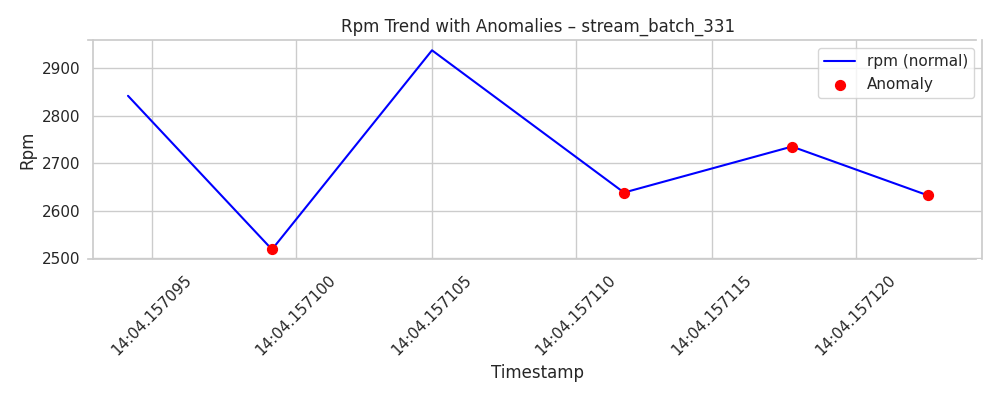 Rpm Trend with Anomalies – stream_batch_331
rpm (normal)
Anomaly
Rpm
2900
2800
2700
2600
2500
14:04.157095
14:04.157100
14:04.157105
14:04.157110
14:04.157115
14:04.157120
Timestamp